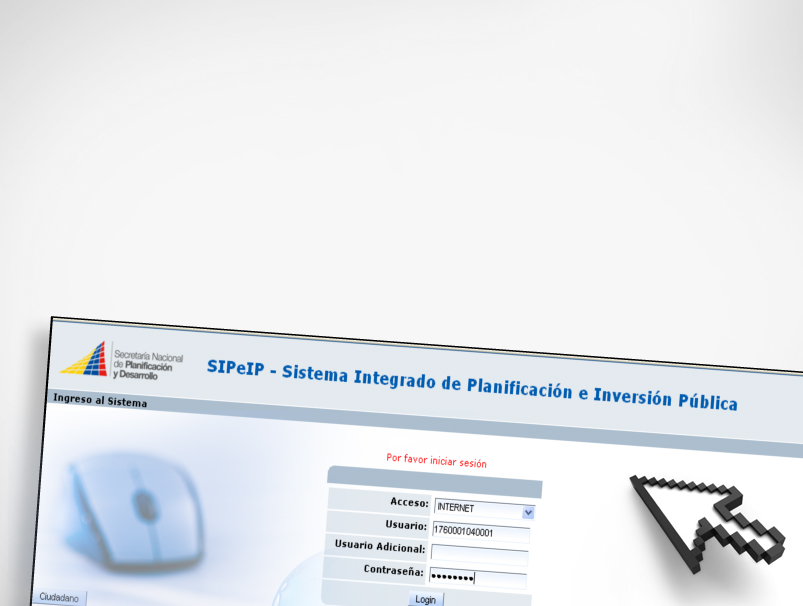 Secretaría Nacional
de Planificación
y Desarrollo
SIPeIP - Sistema Integrado de Planificación e Inversión Pública
Ingreso al Sistema
Por favor iniciar sesión
Acceso: INTERNET
Usuario: 1760001040001
Usuario Adicional:
Contraseña: ••••••••
Login
Ciudadano